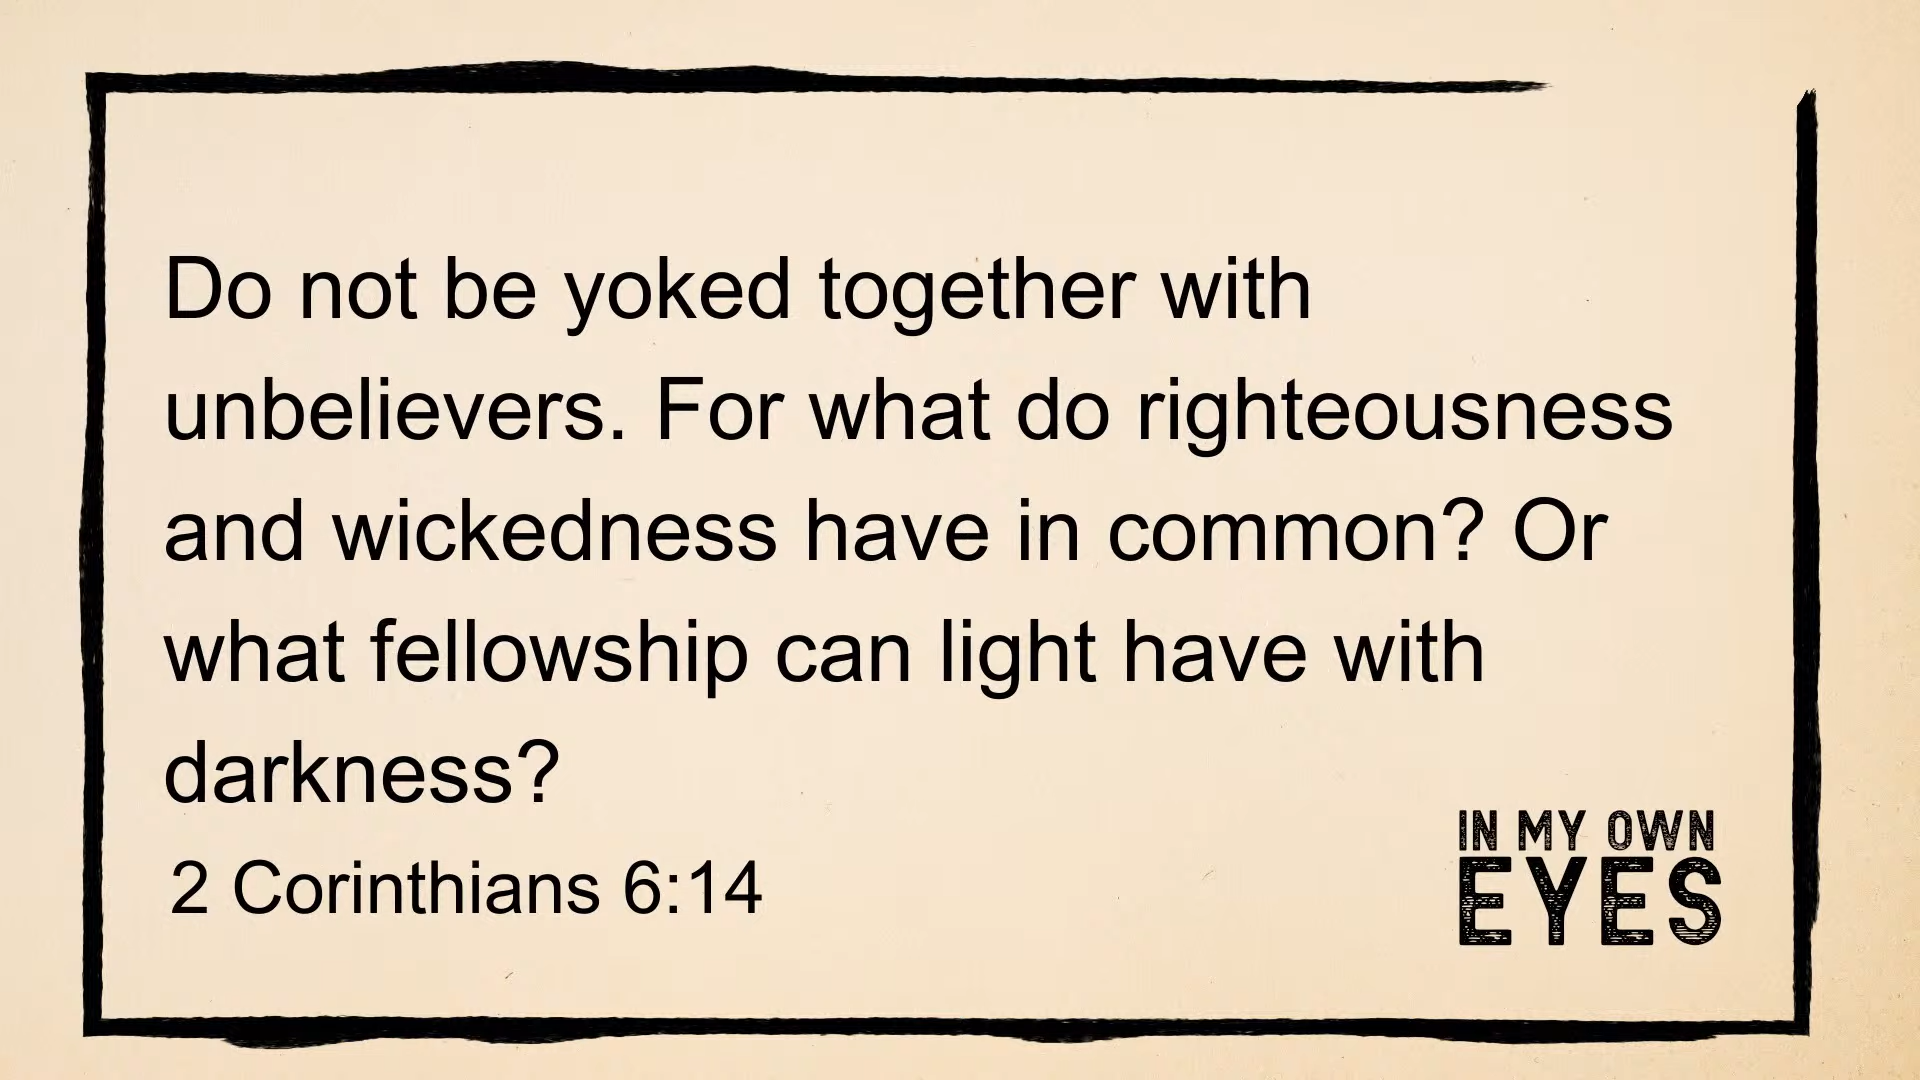 Do not be yoked together with
unbelievers. For what do righteousness
and wickedness have in common? Or
what fellowship can light have with
darkness?
2 Corinthians 6:14
IN MY OWN
EYES